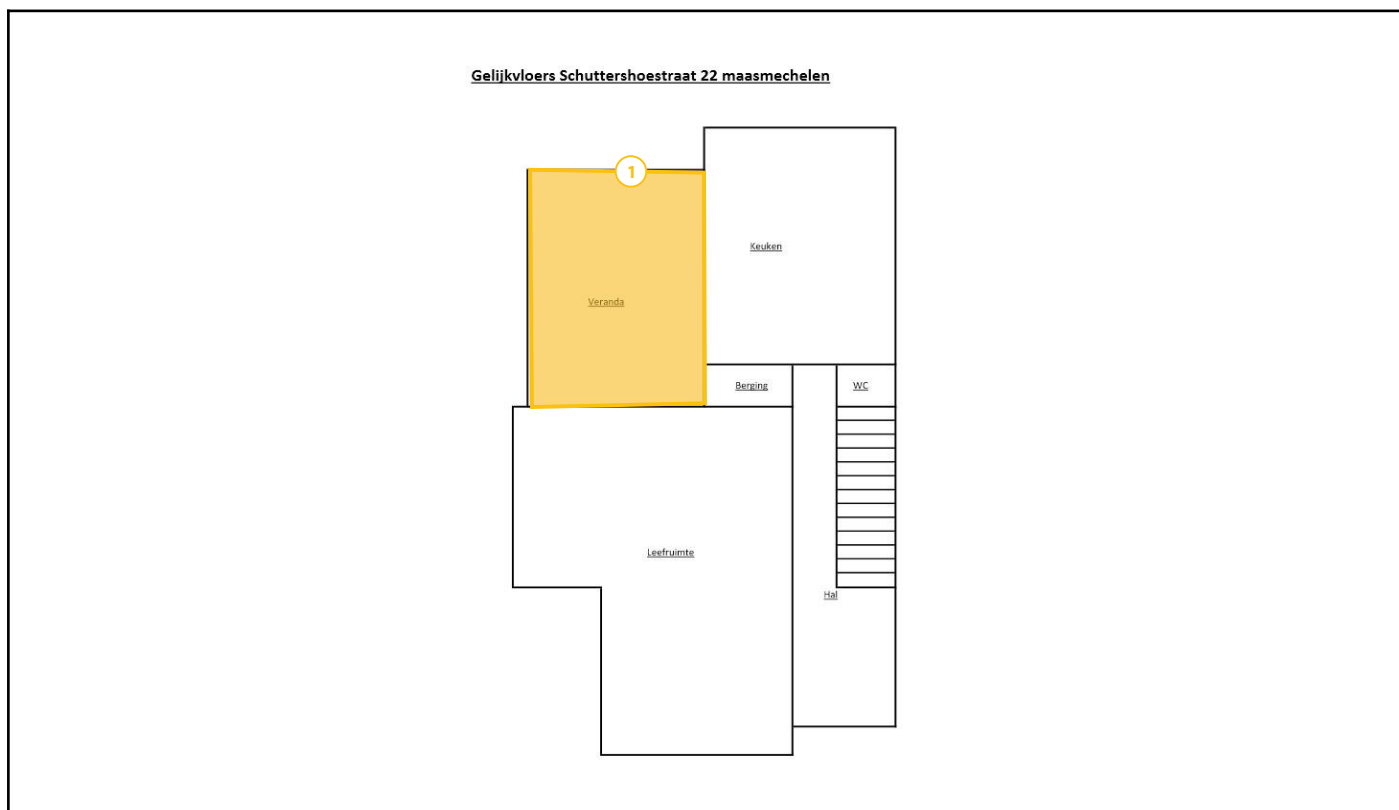 Gelijkvloers Schuttershoestraat 22 maasmechelen
1
Keuken
Veranda
Berging
WC
Leefruimte
Hal